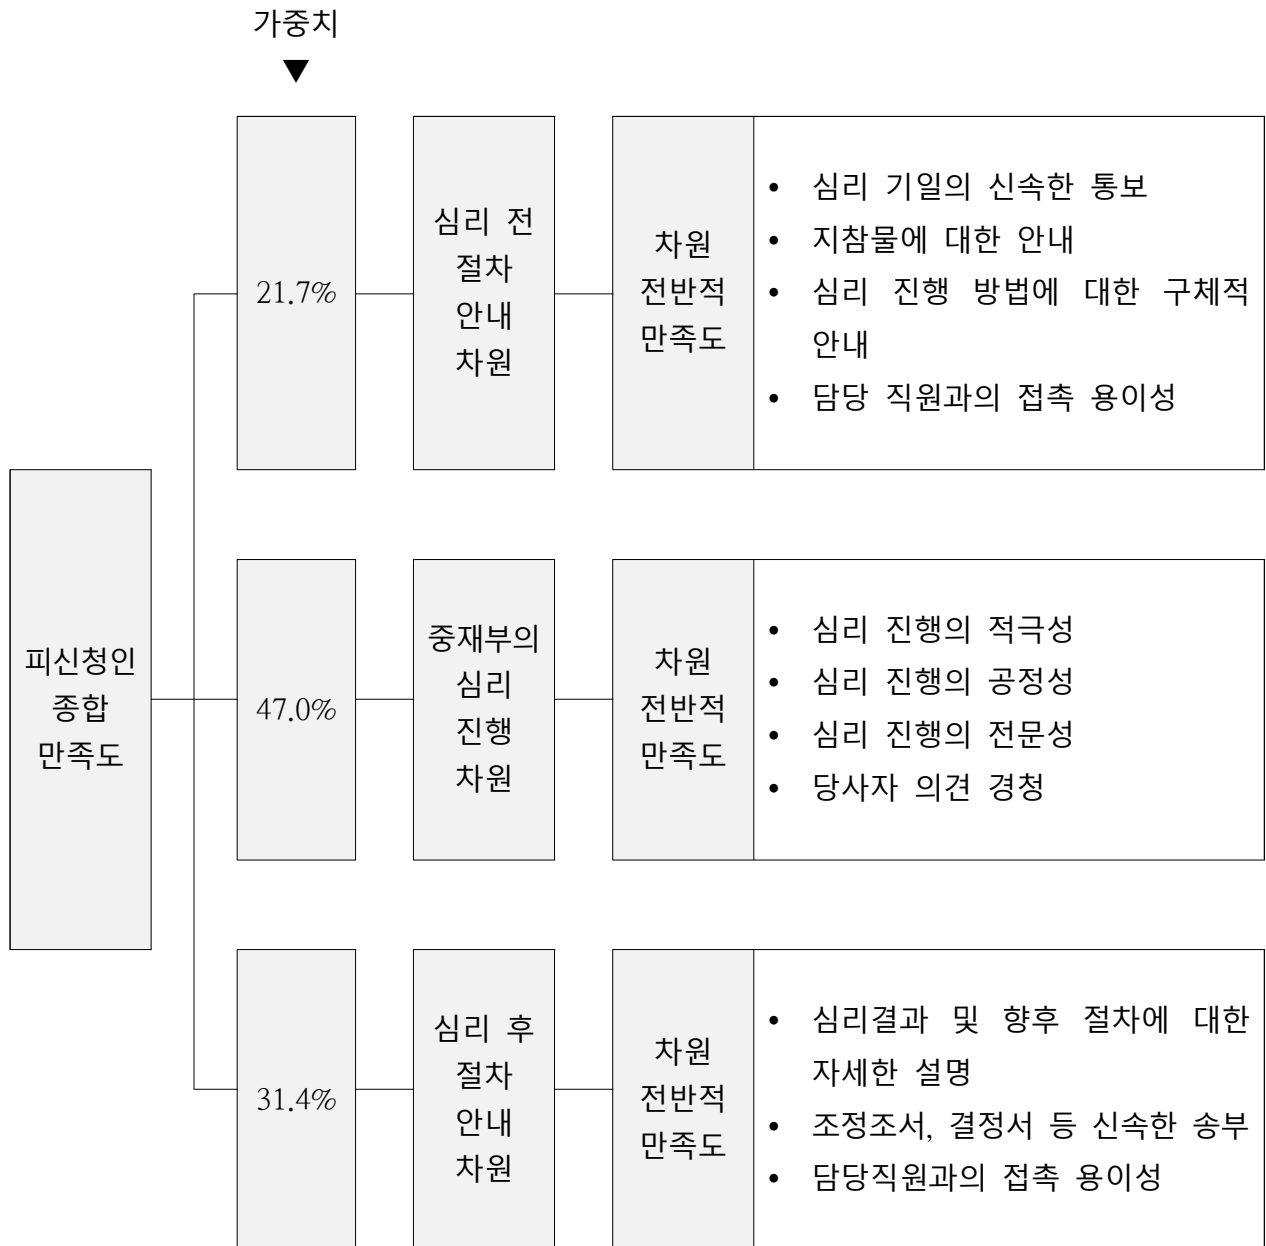 가중치
▼
피신청인
종합
만족도
21.7%
심리 전
절차
안내
차원
차원
전반적
만족도
• 심리 기일의 신속한 통보
• 지참물에 대한 안내
• 심리 진행 방법에 대한 구체적
안내
• 담당 직원과의 접촉 용이성
47.0%
중재부의
심리
진행
차원
차원
전반적
만족도
• 심리 진행의 적극성
• 심리 진행의 공정성
• 심리 진행의 전문성
• 당사자 의견 경청
31.4%
심리 후
절차
안내
차원
차원
전반적
만족도
• 심리결과 및 향후 절차에 대한
자세한 설명
• 조정조서, 결정서 등 신속한 송부
• 담당직원과의 접촉 용이성